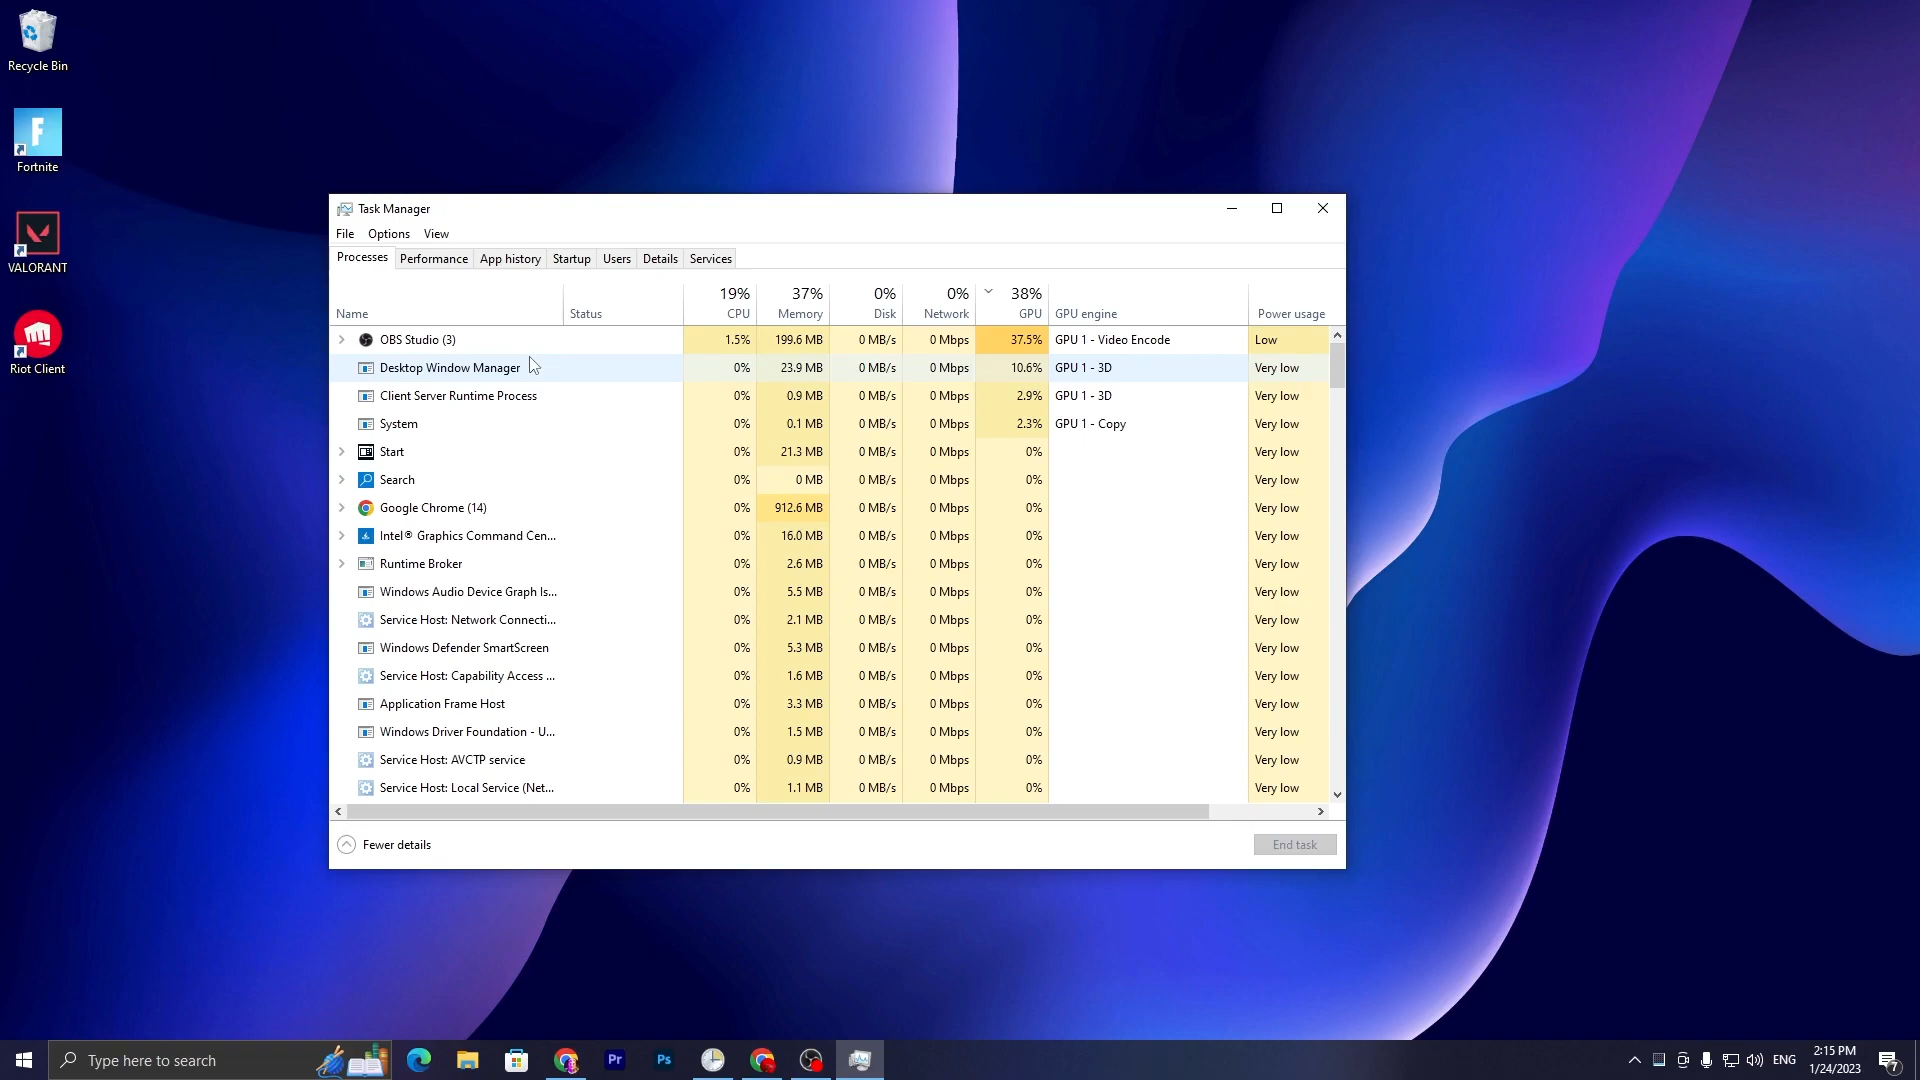 Recycle Bin
Fortnite
VALORANT
Riot Client
Task Manager
File Options View
Processes Performance App history Startup Users Details Services
19% 37% 0% 0% 38%
Name Status CPU Memory Disk Network GPU GPU engine Power usage
OBS Studio (3) 1.5% 199.6 MB 0 MB/s 0 Mbps 37.5% GPU 1 - Video Encode Low
Desktop Window Manager 0% 23.9 MB 0 MB/s 0 Mbps 10.6% GPU 1 - 3D Very low
Client Server Runtime Process 0% 0.9 MB 0 MB/s 0 Mbps 2.9% GPU 1 - 3D Very low
System 0% 0.1 MB 0 MB/s 0 Mbps 2.3% GPU 1 - Copy Very low
Start 0% 21.3 MB 0 MB/s 0 Mbps 0% Very low
Search 0% 0 MB 0 MB/s 0 Mbps 0% Very low
Google Chrome (14) 0% 912.6 MB 0 MB/s 0 Mbps 0% Very low
Intel® Graphics Command Cen... 0% 16.0 MB 0 MB/s 0 Mbps 0% Very low
Runtime Broker 0% 2.6 MB 0 MB/s 0 Mbps 0% Very low
Windows Audio Device Graph Is... 0% 5.5 MB 0 MB/s 0 Mbps 0% Very low
Service Host: Network Connecti... 0% 2.1 MB 0 MB/s 0 Mbps 0% Very low
Windows Defender SmartScreen 0% 5.3 MB 0 MB/s 0 Mbps 0% Very low
Service Host: Capability Access ... 0% 1.6 MB 0 MB/s 0 Mbps 0% Very low
Application Frame Host 0% 3.3 MB 0 MB/s 0 Mbps 0% Very low
Windows Driver Foundation - U... 0% 1.5 MB 0 MB/s 0 Mbps 0% Very low
Service Host: AVCTP service 0% 0.9 MB 0 MB/s 0 Mbps 0% Very low
Service Host: Local Service (Net... 0% 1.1 MB 0 MB/s 0 Mbps 0% Very low
Fewer details End task
Type here to search Pr Ps ENG 2:15 PM
1/24/2023 7